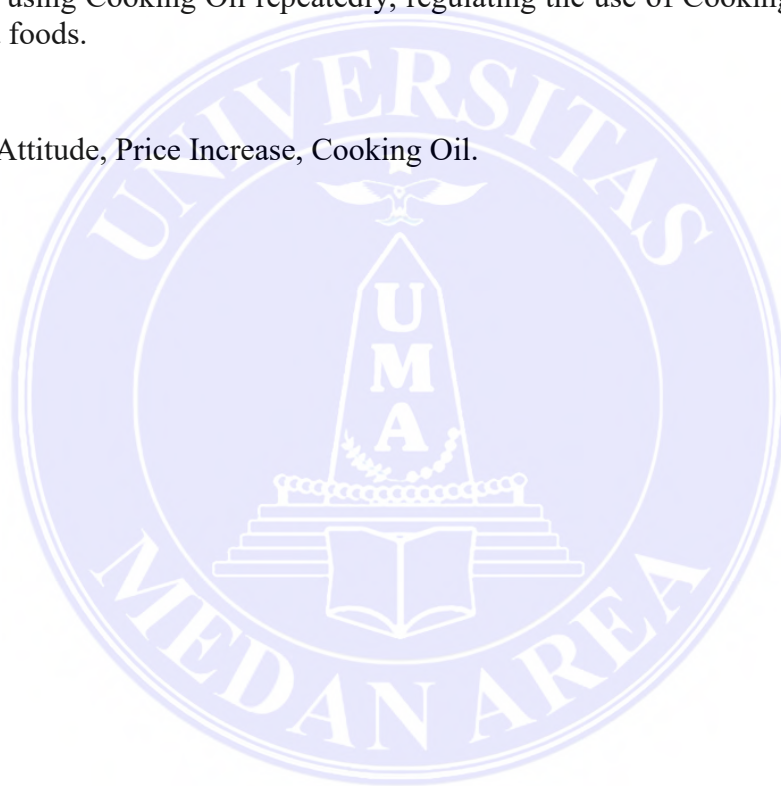 using Cooking Oil repeatedly, regulating the use of Cooking
foods.
Attitude, Price Increase, Cooking Oil.
UNIVERSITAS
U
M
A
MEDAN AREA